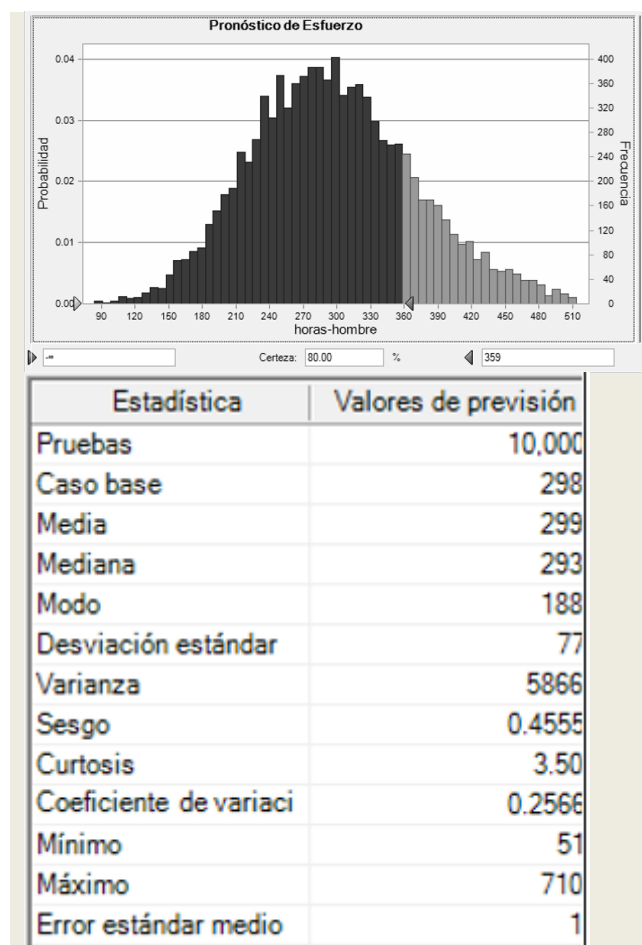 Pronóstico de Esfuerzo
0.04
0.03
0.02
0.01
0.00
Probabilidad
400
360
320
280
240
200
160
120
80
40
0
Frecuencia
90 120 150 180 210 240 270 300 330 360 390 420 450 480 510
horas-hombre
-∞ Certeza: 80.00 % 359
Estadística Valores de previsión
Pruebas 10,000
Caso base 298
Media 299
Mediana 293
Modo 188
Desviación estándar 77
Varianza 5866
Sesgo 0.4555
Curtosis 3.50
Coeficiente de variaci 0.2566
Mínimo 51
Máximo 710
Error estándar medio 1